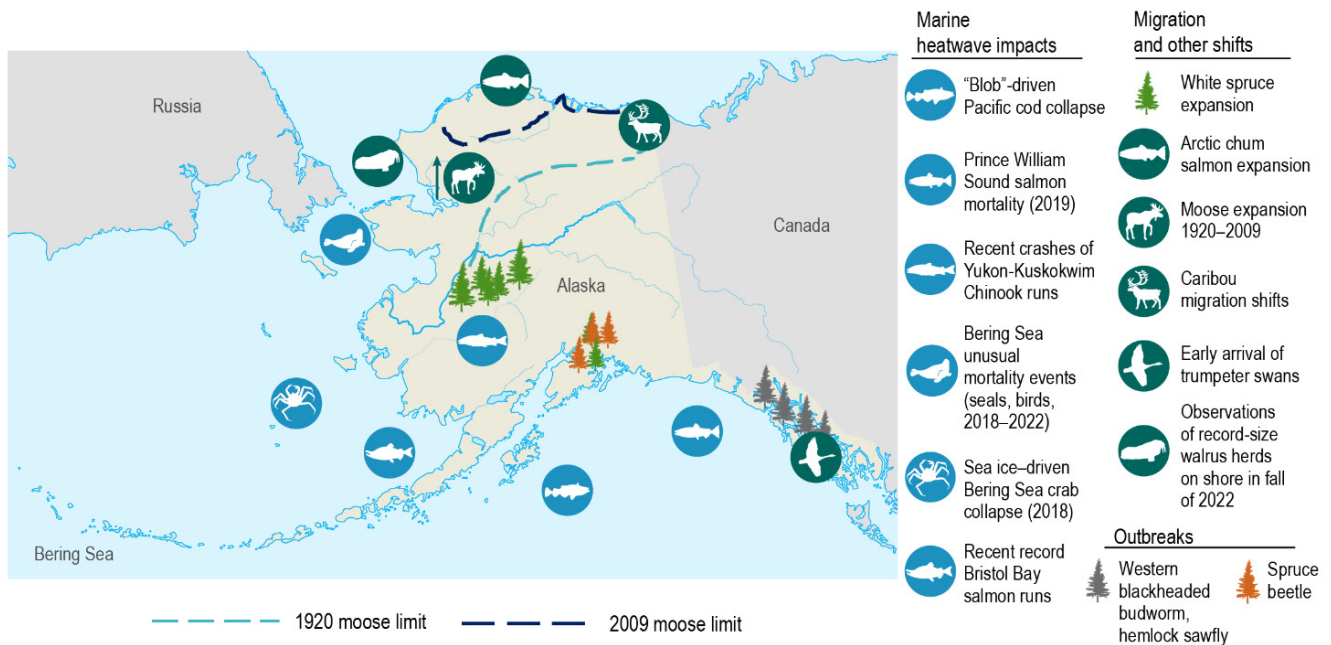 Russia
Canada
Alaska
Bering Sea
1920 moose limit
2009 moose limit
Marine
heatwave impacts
“Blob”-driven
Pacific cod collapse
Prince William
Sound salmon
mortality (2019)
Recent crashes of
Yukon-Kuskokwim
Chinook runs
Bering Sea
unusual
mortality events
(seals, birds,
2018–2022)
Sea ice–driven
Bering Sea crab
collapse (2018)
Recent record
Bristol Bay
salmon runs
Migration
and other shifts
White spruce
expansion
Arctic chum
salmon expansion
Moose expansion
1920–2009
Caribou
migration shifts
Early arrival of
trumpeter swans
Observations
of record-size
walrus herds
on shore in fall
of 2022
Outbreaks
Western
blackheaded
budworm,
hemlock sawfly
Spruce
beetle